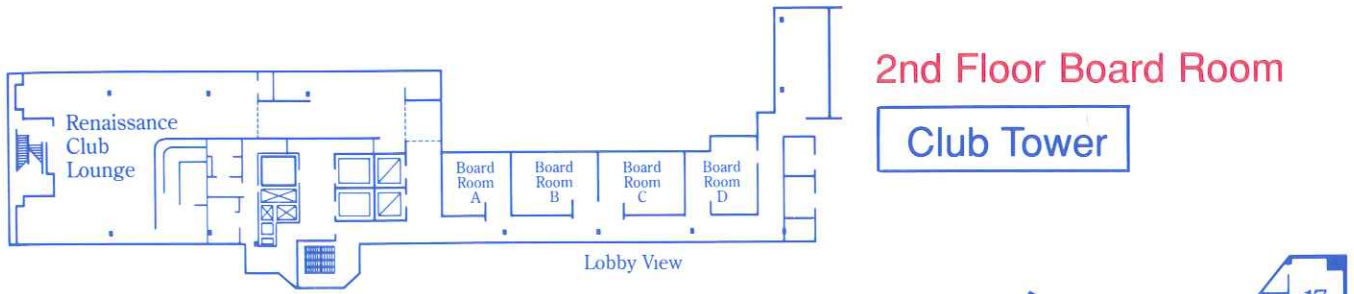 2nd Floor Board Room
Club Tower
Renaissance
Club
Lounge
Board
Room
A
Board
Room
B
Board
Room
C
Board
Room
D
Lobby View